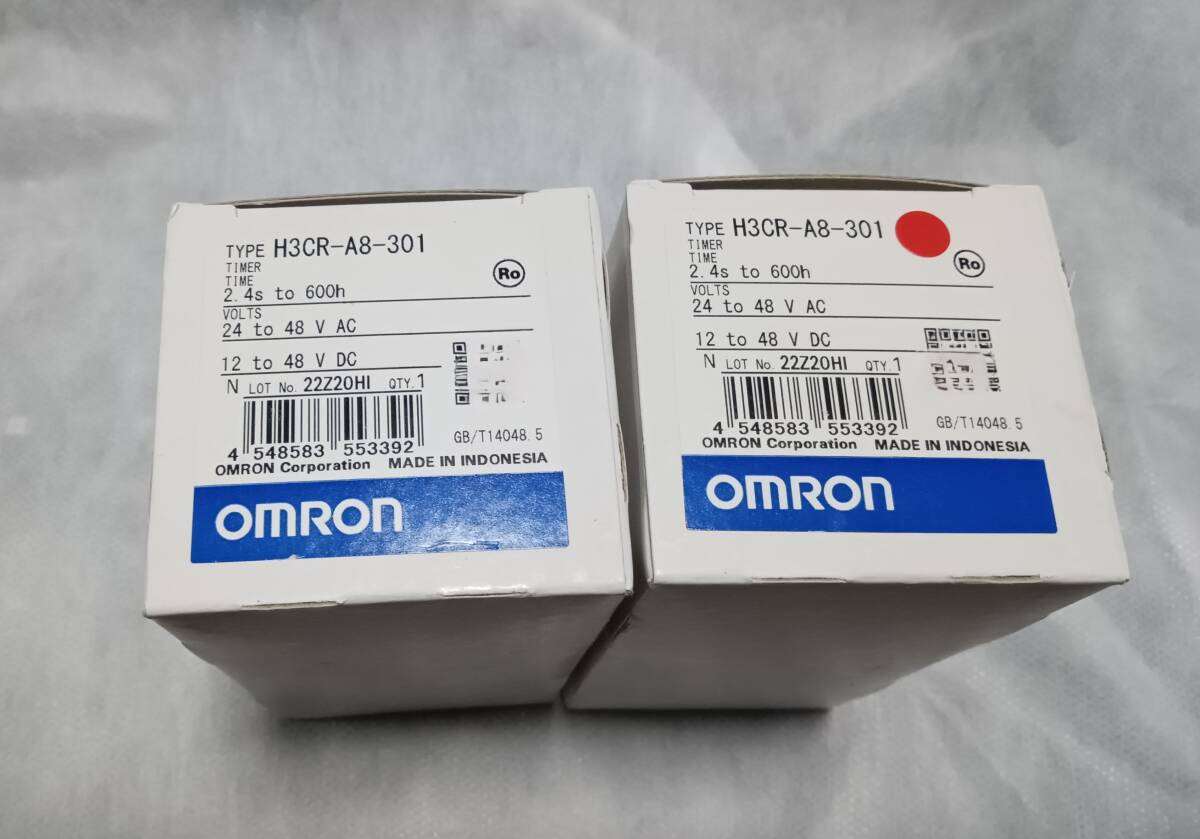 TYPE H3CR-A8-301
TIMER
TIME
2.4s to 600h
Ro
VOLTS
24 to 48 V AC
12 to 48 V DC
N LOT No. 22Z20HI QTY.1
4 548583 553392
GB/T14048.5
OMRON Corporation MADE IN INDONESIA
OMRON
TYPE H3CR-A8-301
TIMER
TIME
2.4s to 600h
Ro
VOLTS
24 to 48 V AC
12 to 48 V DC
N LOT No. 22Z20HI QTY.1
4 548583 553392
GB/T14048.5
OMRON Corporation MADE IN INDONESIA
OMRON